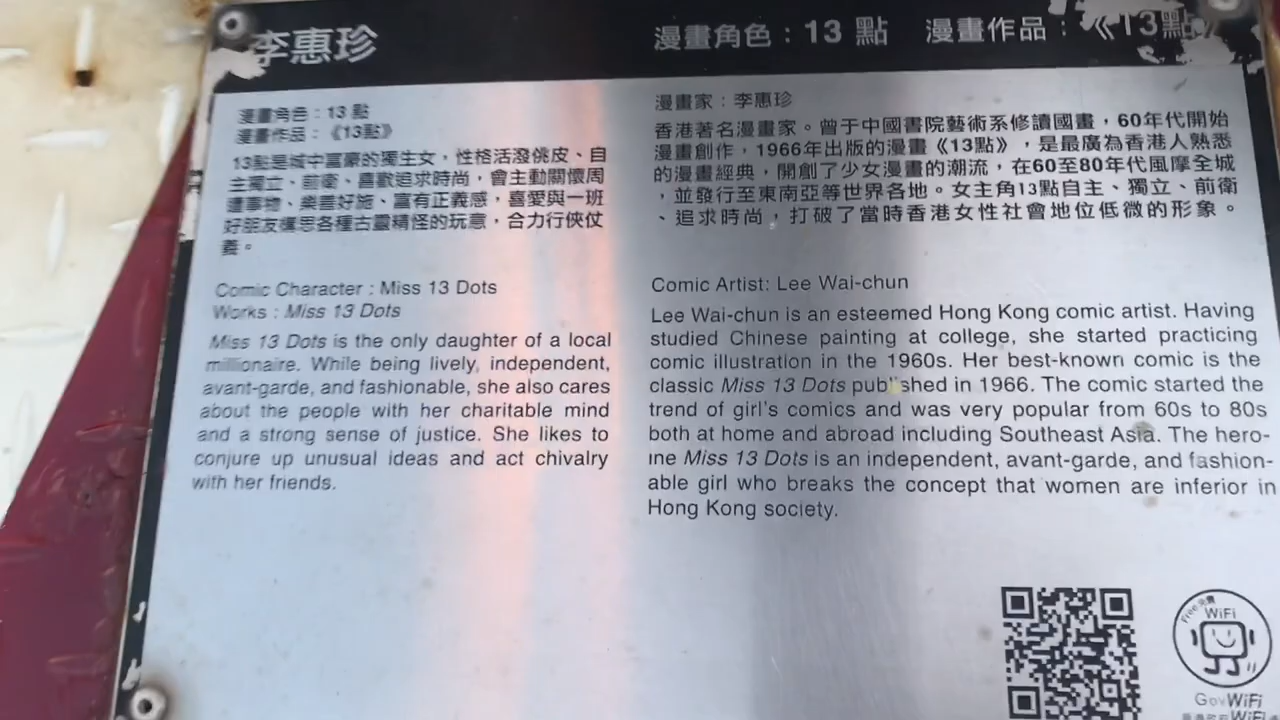 李惠珍
漫畫角色：13 點 漫畫作品：《13點》
漫畫角色：13 點
漫畫作品：《13點》
13點是城中富豪的獨生女，性格活潑佻皮、自
主獨立、前衛、喜歡追求時尚，會主動關懷周
遭事物、樂善好施、富有正義感，喜愛與一班
好朋友構思各種古靈精怪的玩意，合力行俠仗
義。
Comic Character : Miss 13 Dots
Works : Miss 13 Dots
Miss 13 Dots is the only daughter of a local
millionaire. While being lively, independent,
avant-garde, and fashionable, she also cares
about the people with her charitable mind
and a strong sense of justice. She likes to
conjure up unusual ideas and act chivalry
with her friends.
漫畫家：李惠珍
香港著名漫畫家。曾于中國書院藝術系修讀國畫，60年代開始
漫畫創作，1966年出版的漫畫《13點》，是最廣為香港人熟悉
的漫畫經典，開創了少女漫畫的潮流，在60至80年代風摩全城
，並發行至東南亞等世界各地。女主角13點自主、獨立、前衛
、追求時尚，打破了當時香港女性社會地位低微的形象。
Comic Artist: Lee Wai-chun
Lee Wai-chun is an esteemed Hong Kong comic artist. Having
studied Chinese painting at college, she started practicing
comic illustration in the 1960s. Her best-known comic is the
classic Miss 13 Dots published in 1966. The comic started the
trend of girl's comics and was very popular from 60s to 80s
both at home and abroad including Southeast Asia. The hero-
ine Miss 13 Dots is an independent, avant-garde, and fashion-
able girl who breaks the concept that women are inferior in
Hong Kong society.
Free 免費
WiFi
GovWiFi